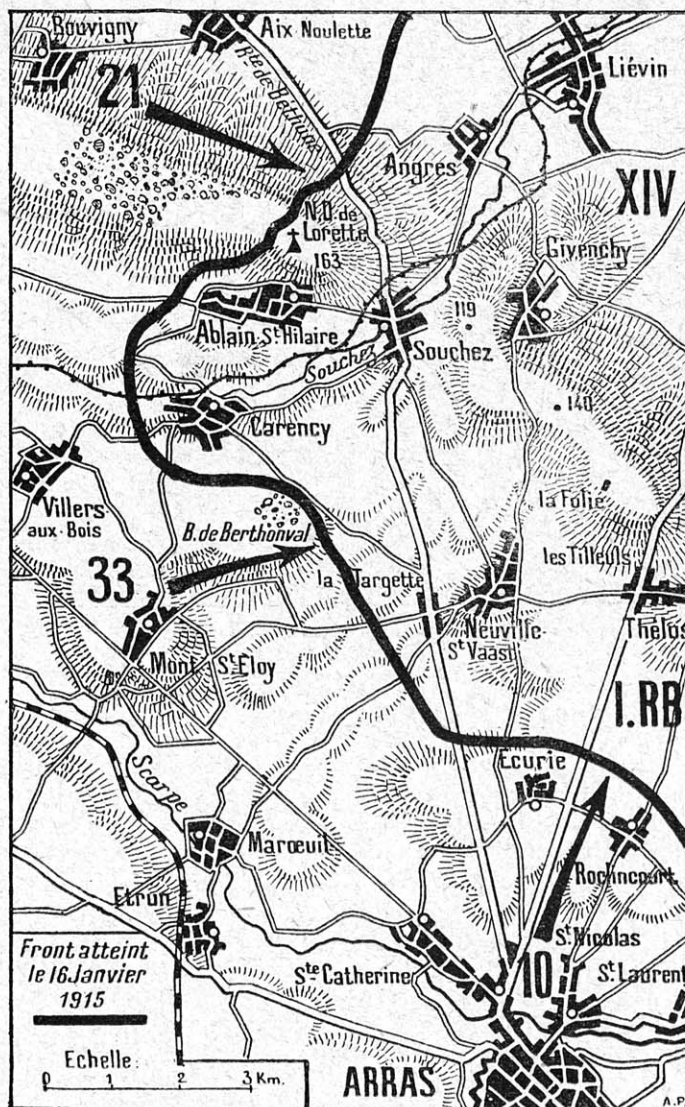 Bouvigny
Aix Noulette
21
Rte de Béthune
Liévin
Angres
XIV
N.D. de
Lorette
163
Givenchy
Ablain St Hilaire
119
Souchez
Souchez
Carency
140
Villers
aux-Bois
la Folie
B. de Berthonval
les Tilleuls
33
la Targette
Neuville
St Vaast
Thélus
Mont St Eloy
I.RB
Scarpe
Ecurie
Marœuil
Roclincourt
Etrun
St Nicolas
Front atteint
le 16 Janvier
1915
Ste Catherine
10
St Laurent
Echelle:
0 1 2 3 Km.
ARRAS
A.P.